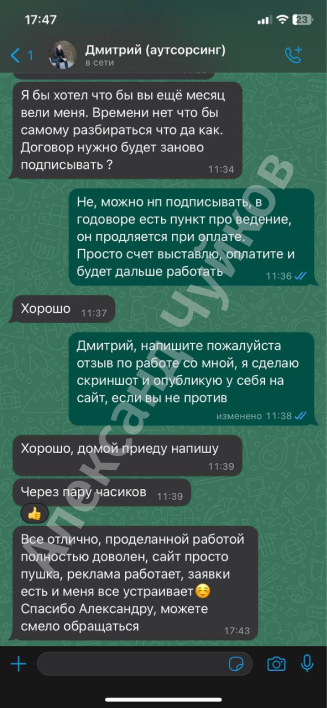 17:47
23
1
Дмитрий (аутсорсинг)
в сети
Я бы хотел что бы вы ещё месяц
вели меня. Времени нет что бы
самому разбираться что да как.
Договор нужно будет заново
подписывать ?
11:34
Не, можно нп подписывать, в
годоворе есть пункт про ведение,
он продляется при оплате.
Просто счет выставлю, оплатите и
будет дальше работать
11:36
Хорошо
11:37
Дмитрий, напишите пожалуйста
отзыв по работе со мной, я сделаю
скриншот и опубликую у себя на
сайт, если вы не против
изменено 11:38
Хорошо, домой приеду напишу
11:39
Через пару часиков 11:39
Все отлично, проделанной работой
полностью доволен, сайт просто
пушка, реклама работает, заявки
есть и меня все устраивает☺️
Спасибо Александру, можете
смело обращаться
17:43
Александр Чуйков